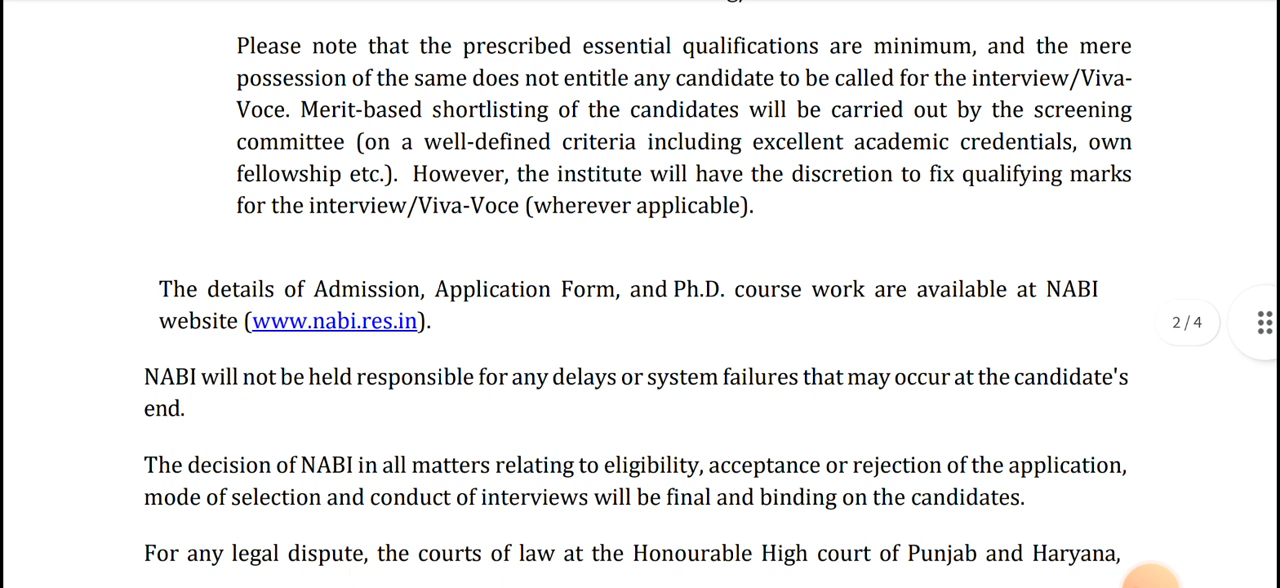 Please note that the prescribed essential qualifications are minimum, and the mere
possession of the same does not entitle any candidate to be called for the interview/Viva-
Voce. Merit-based shortlisting of the candidates will be carried out by the screening
committee (on a well-defined criteria including excellent academic credentials, own
fellowship etc.). However, the institute will have the discretion to fix qualifying marks
for the interview/Viva-Voce (wherever applicable).
The details of Admission, Application Form, and Ph.D. course work are available at NABI
website (www.nabi.res.in).
2/4
NABI will not be held responsible for any delays or system failures that may occur at the candidate's
end.
The decision of NABI in all matters relating to eligibility, acceptance or rejection of the application,
mode of selection and conduct of interviews will be final and binding on the candidates.
For any legal dispute, the courts of law at the Honourable High court of Punjab and Haryana,